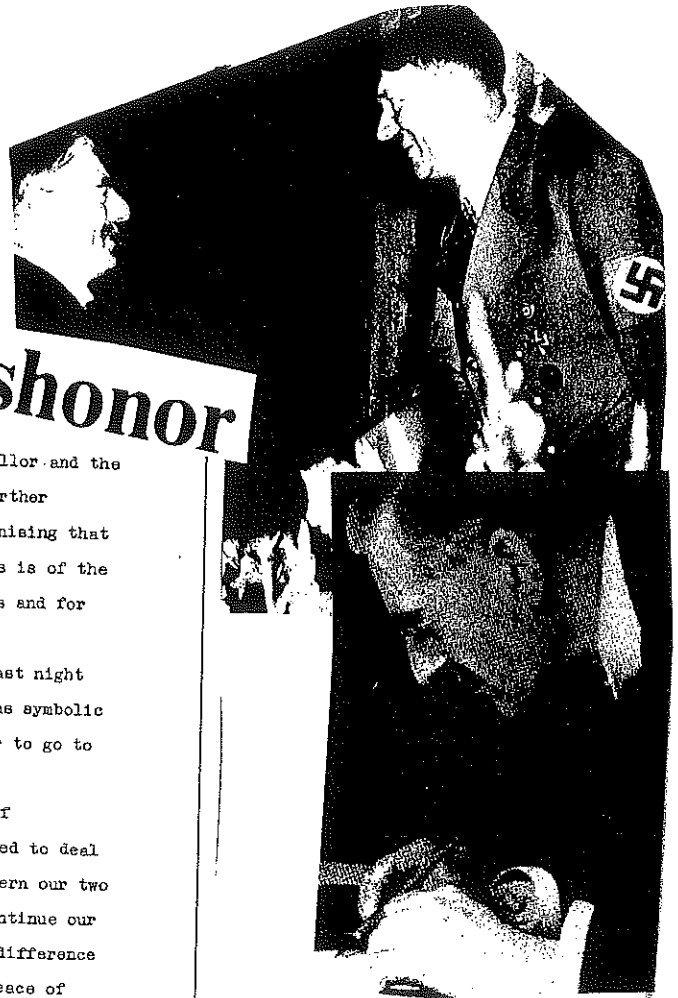 shonor
llor and the
rther
nising that
s is of the
s and for
ast night
as symbolic
r to go to
f
ed to deal
ern our two
ntinue our
difference
eace of